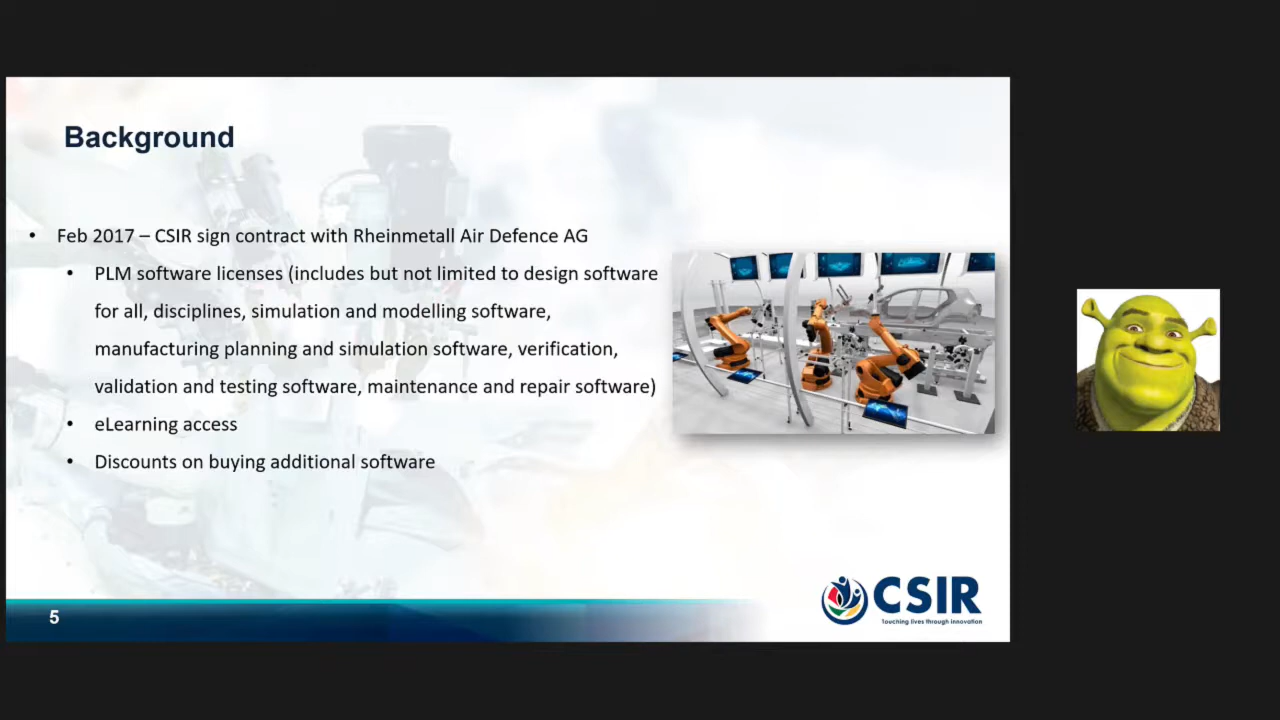 Background
• Feb 2017 – CSIR sign contract with Rheinmetall Air Defence AG
• PLM software licenses (includes but not limited to design software
for all, disciplines, simulation and modelling software,
manufacturing planning and simulation software, verification,
validation and testing software, maintenance and repair software)
• eLearning access
• Discounts on buying additional software
5
CSIR
Touching lives through innovation